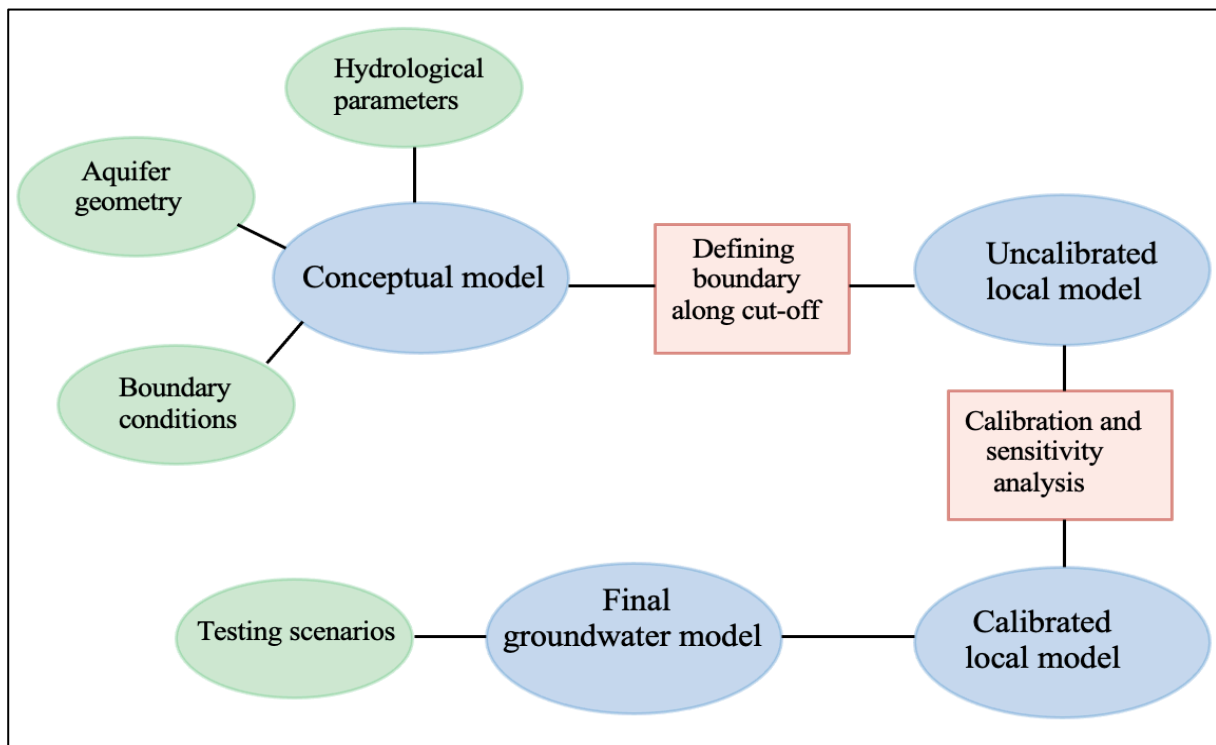 Hydrological
parameters
Aquifer
geometry
Conceptual model
Boundary
conditions
Defining
boundary
along cut-off
Uncalibrated
local model
Calibration and
sensitivity
analysis
Calibrated
local model
Final
groundwater model
Testing scenarios